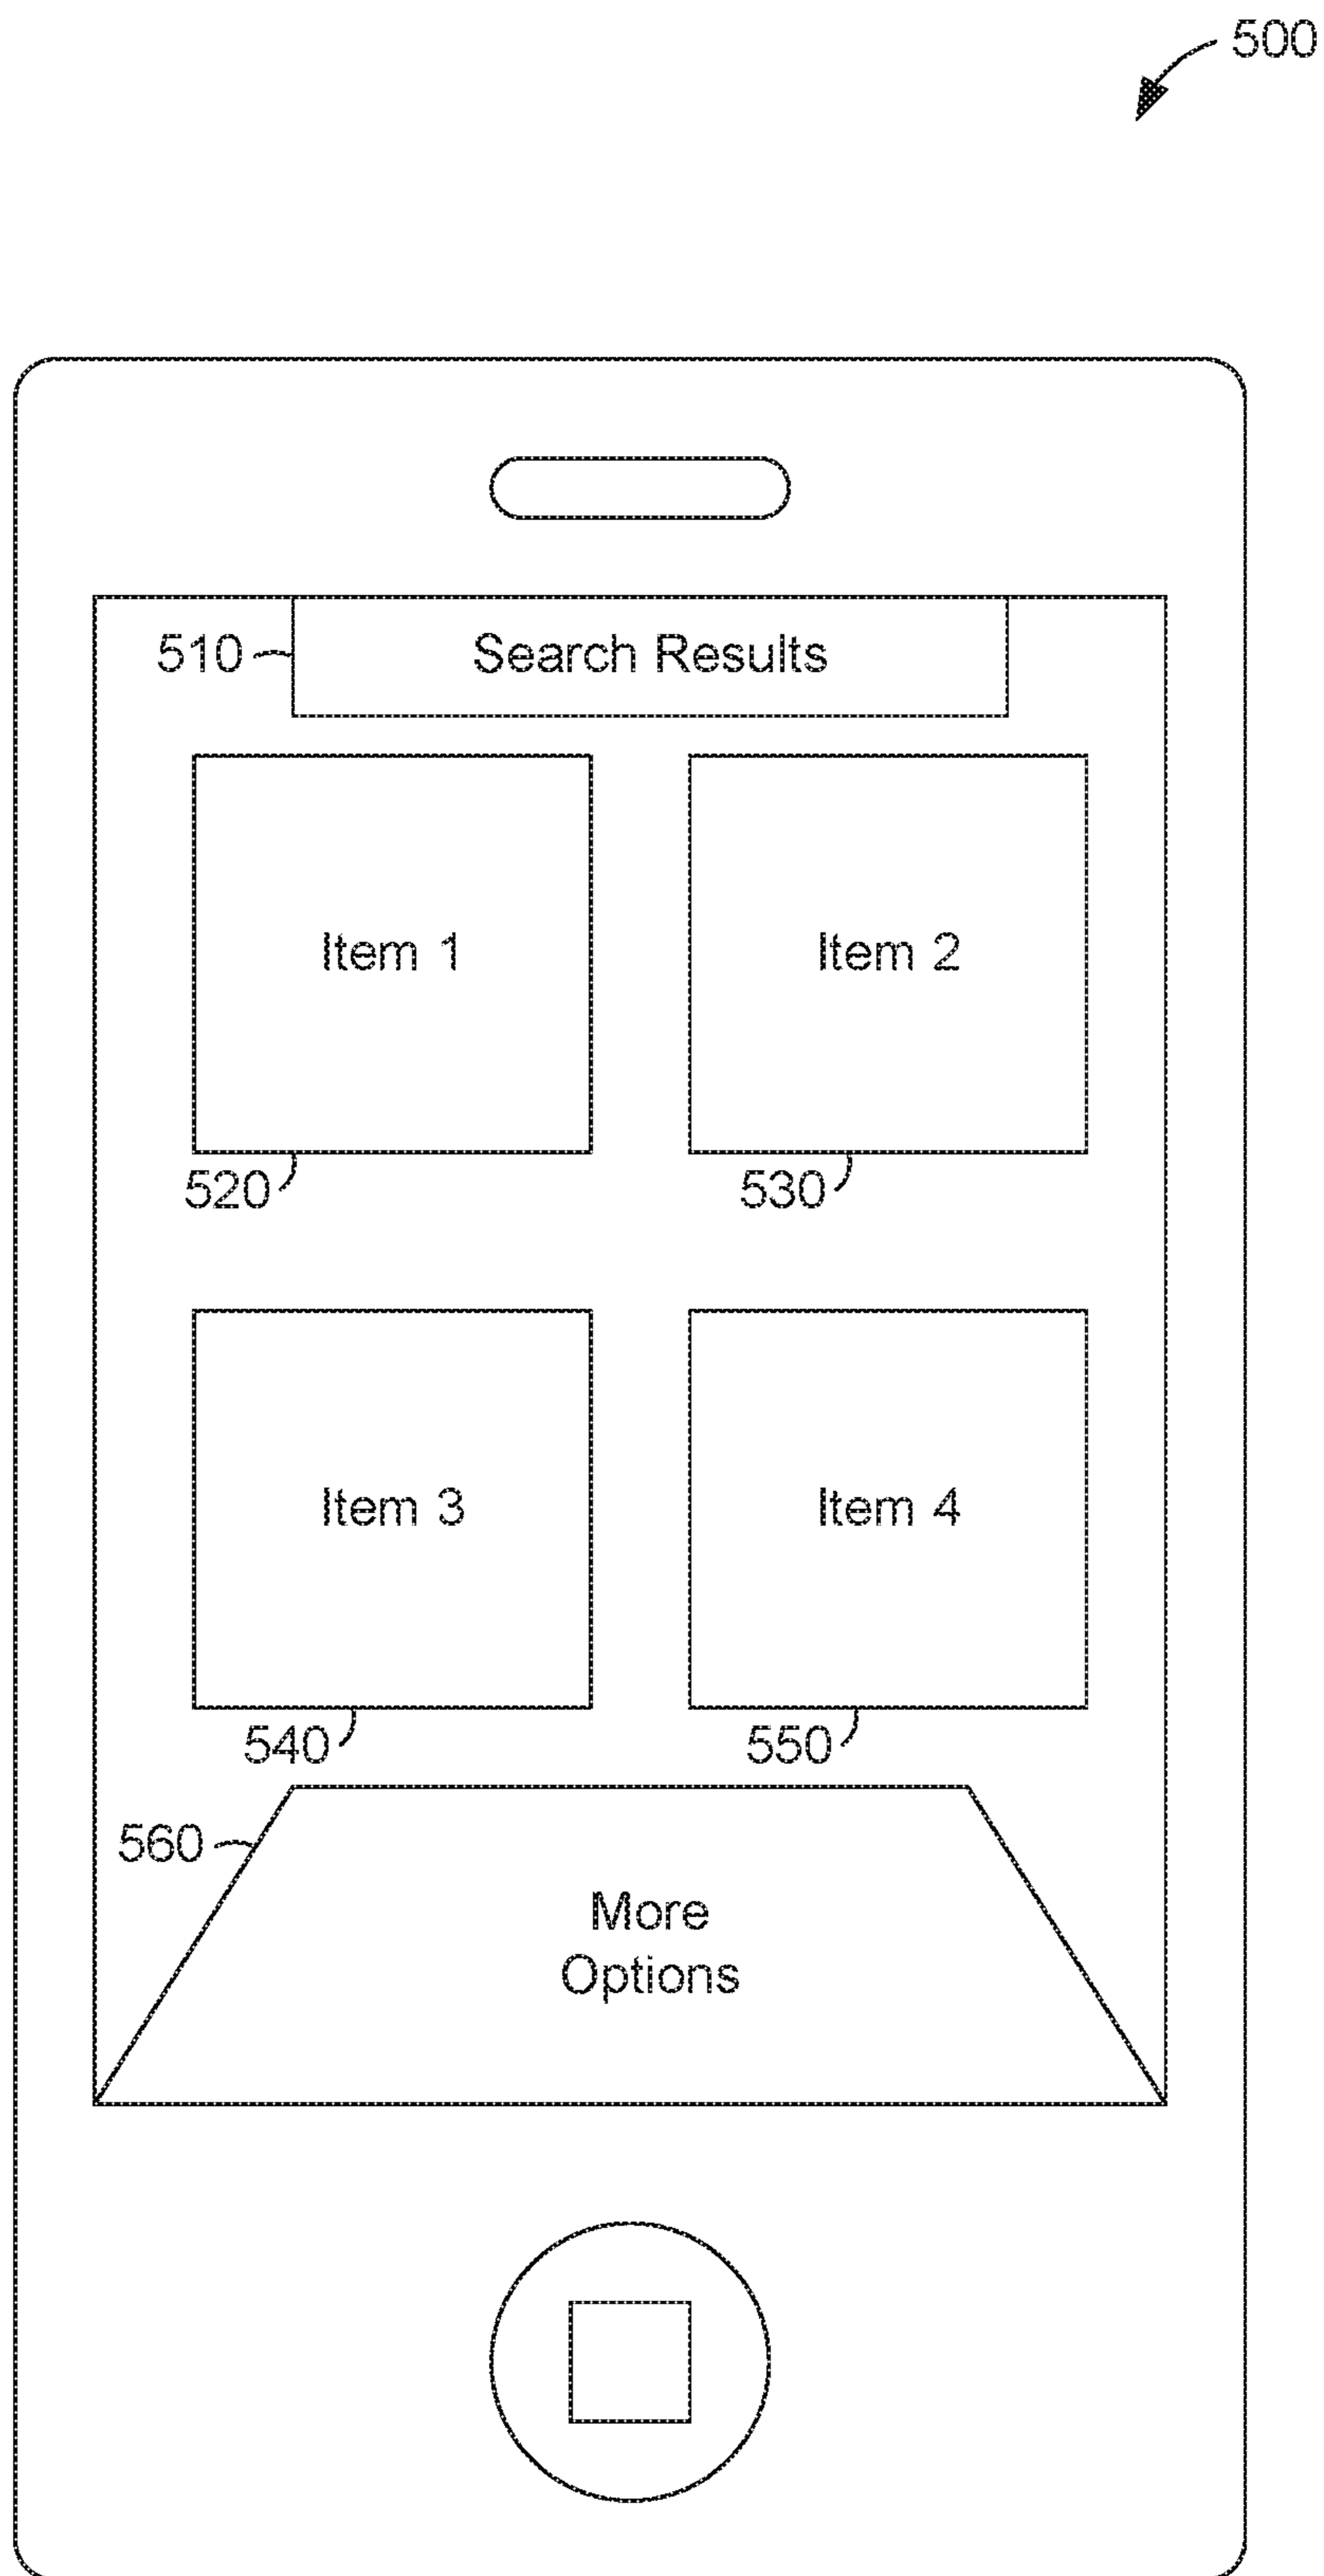 500
510 Search Results
Item 1 Item 2
520 530
Item 3 Item 4
540 550
560
More
Options